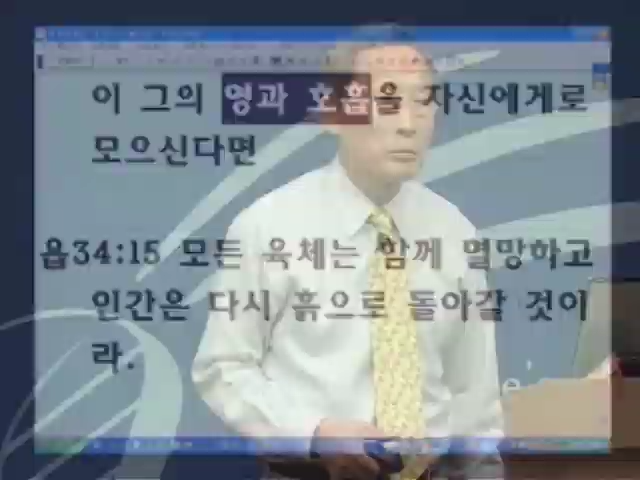 이 그의 영과 호흡을 자신에게로
모으신다면
욥34:15 모든 육체는 함께 멸망하고
인간은 다시 흙으로 돌아갈 것이
라.